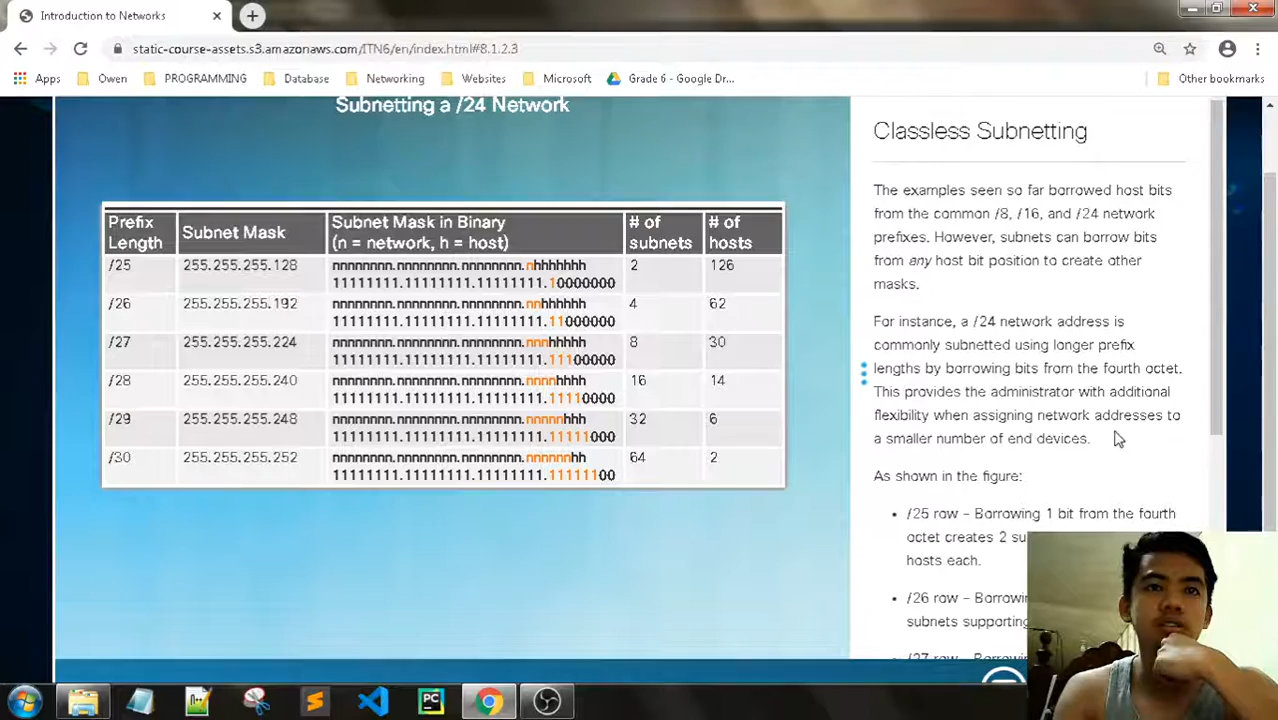 Introduction to Networks
static-course-assets.s3.amazonaws.com/ITN6/en/index.html#8.1.2.3
Apps Owen PROGRAMMING Database Networking Websites Microsoft Grade 6 - Google Dr... Other bookmarks
Subnetting a /24 Network
Prefix Length Subnet Mask Subnet Mask in Binary (n = network, h = host) # of subnets # of hosts
/25 255.255.255.128 nnnnnnnn.nnnnnnnn.nnnnnnnn.nhhhhhhh 2 126
11111111.11111111.11111111.10000000
/26 255.255.255.192 nnnnnnnn.nnnnnnnn.nnnnnnnn.nnhhhhhh 4 62
11111111.11111111.11111111.11000000
/27 255.255.255.224 nnnnnnnn.nnnnnnnn.nnnnnnnn.nnnhhhhh 8 30
11111111.11111111.11111111.11100000
/28 255.255.255.240 nnnnnnnn.nnnnnnnn.nnnnnnnn.nnnnhhhh 16 14
11111111.11111111.11111111.11110000
/29 255.255.255.248 nnnnnnnn.nnnnnnnn.nnnnnnnn.nnnnnhhh 32 6
11111111.11111111.11111111.11111000
/30 255.255.255.252 nnnnnnnn.nnnnnnnn.nnnnnnnn.nnnnnnhh 64 2
11111111.11111111.11111111.11111100
Classless Subnetting
The examples seen so far borrowed host bits
from the common /8, /16, and /24 network
prefixes. However, subnets can borrow bits
from any host bit position to create other
masks.
For instance, a /24 network address is
commonly subnetted using longer prefix
lengths by borrowing bits from the fourth octet.
This provides the administrator with additional
flexibility when assigning network addresses to
a smaller number of end devices.
As shown in the figure:
• /25 row – Borrowing 1 bit from the fourth
octet creates 2 su
hosts each.
• /26 row – Borrowin
subnets supporting
/27 row – Borrowing
PC